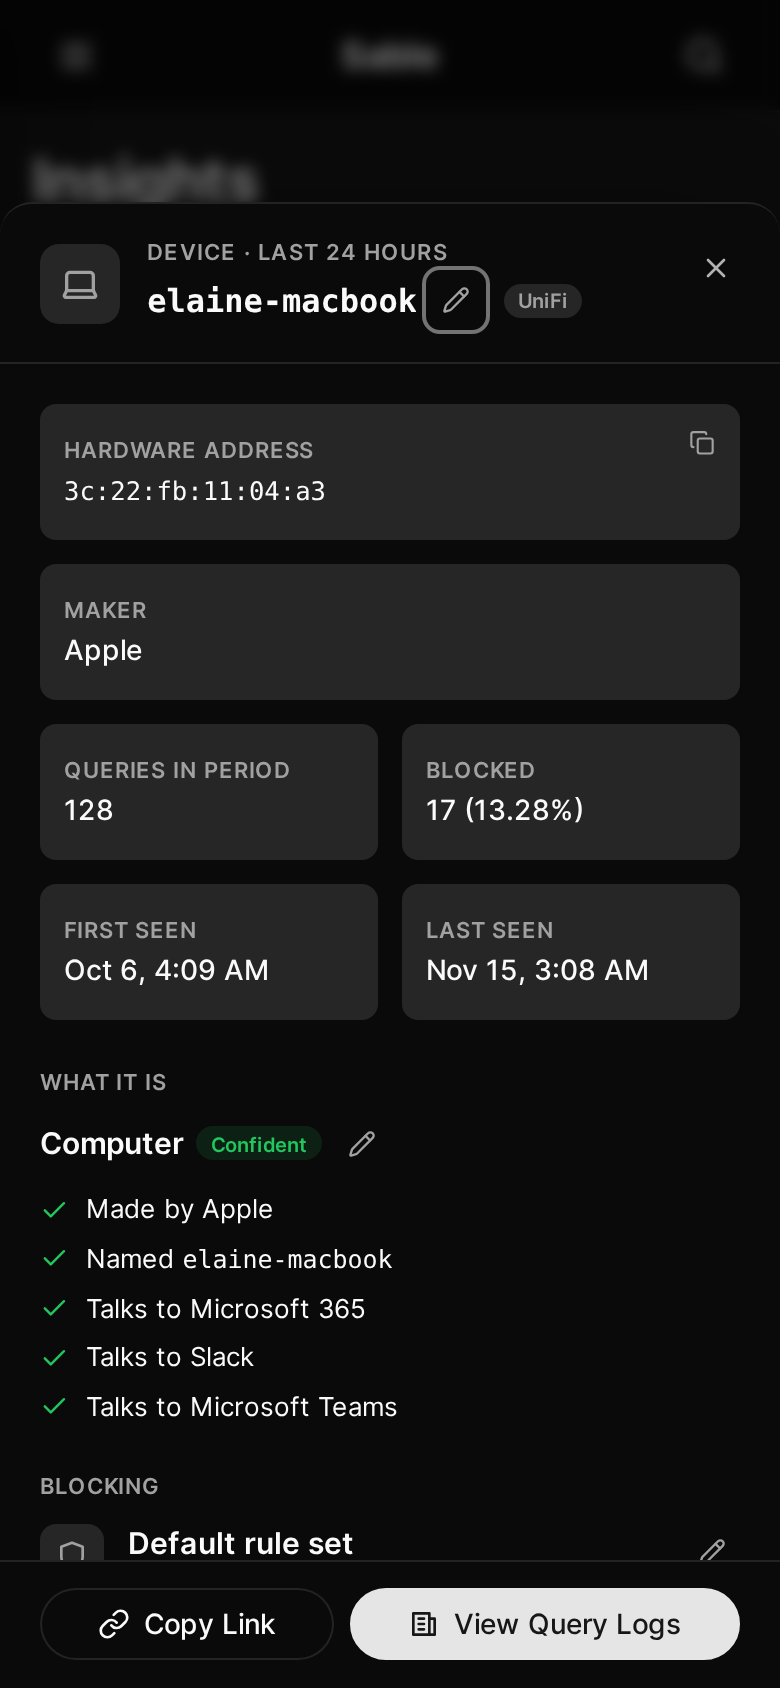 Sable
Insights
DEVICE · LAST 24 HOURS
elaine-macbook
UniFi
HARDWARE ADDRESS
3c:22:fb:11:04:a3
MAKER
Apple
QUERIES IN PERIOD
128
BLOCKED
17 (13.28%)
FIRST SEEN
Oct 6, 4:09 AM
LAST SEEN
Nov 15, 3:08 AM
WHAT IT IS
Computer
Confident
Made by Apple
Named elaine-macbook
Talks to Microsoft 365
Talks to Slack
Talks to Microsoft Teams
BLOCKING
Default rule set
Copy Link
View Query Logs